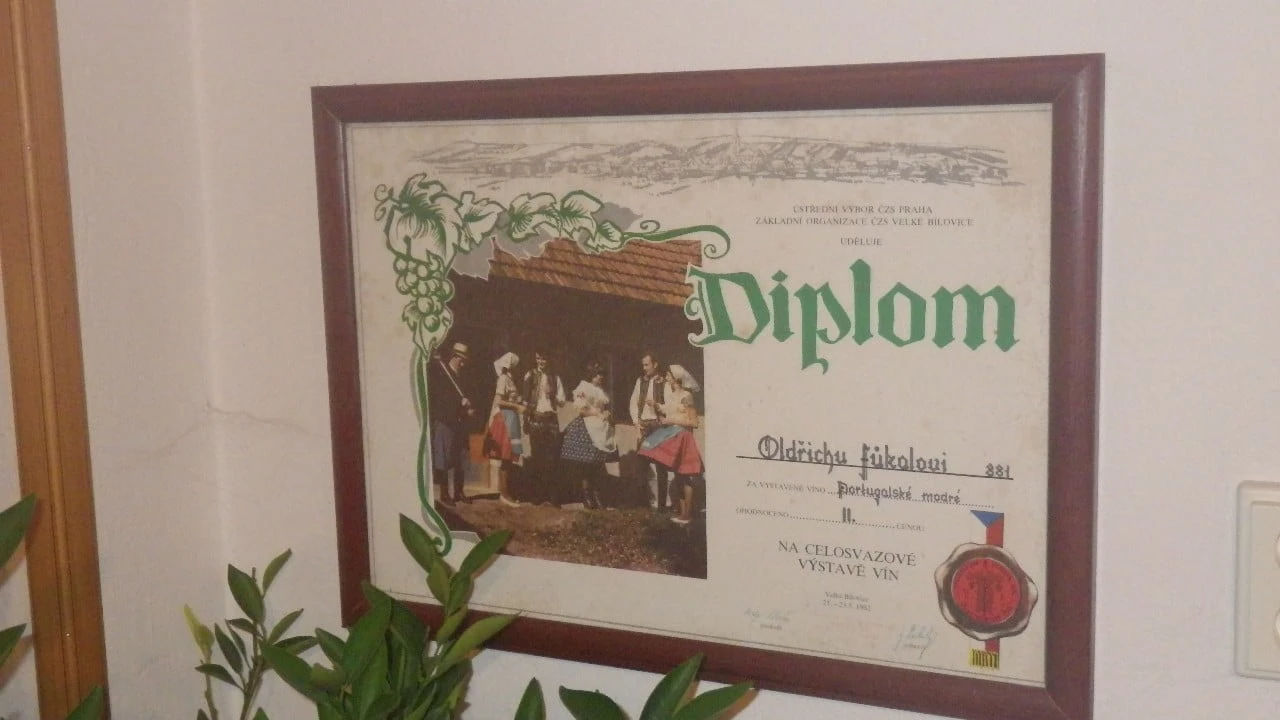 ÚSTŘEDNÍ VÝBOR ČZS PRAHA
ZÁKLADNÍ ORGANIZACE ČZS VELKÉ BÍLOVICE
UDĚLUJE
Diplom
Oldřichu Fůkalovi 331
ZA VYSTAVENÉ VÍNO Portugalské modré
OHODNOCENO II. CENOU
NA CELOSVAZOVÉ
VÝSTAVĚ VÍN
Velké Bílovice